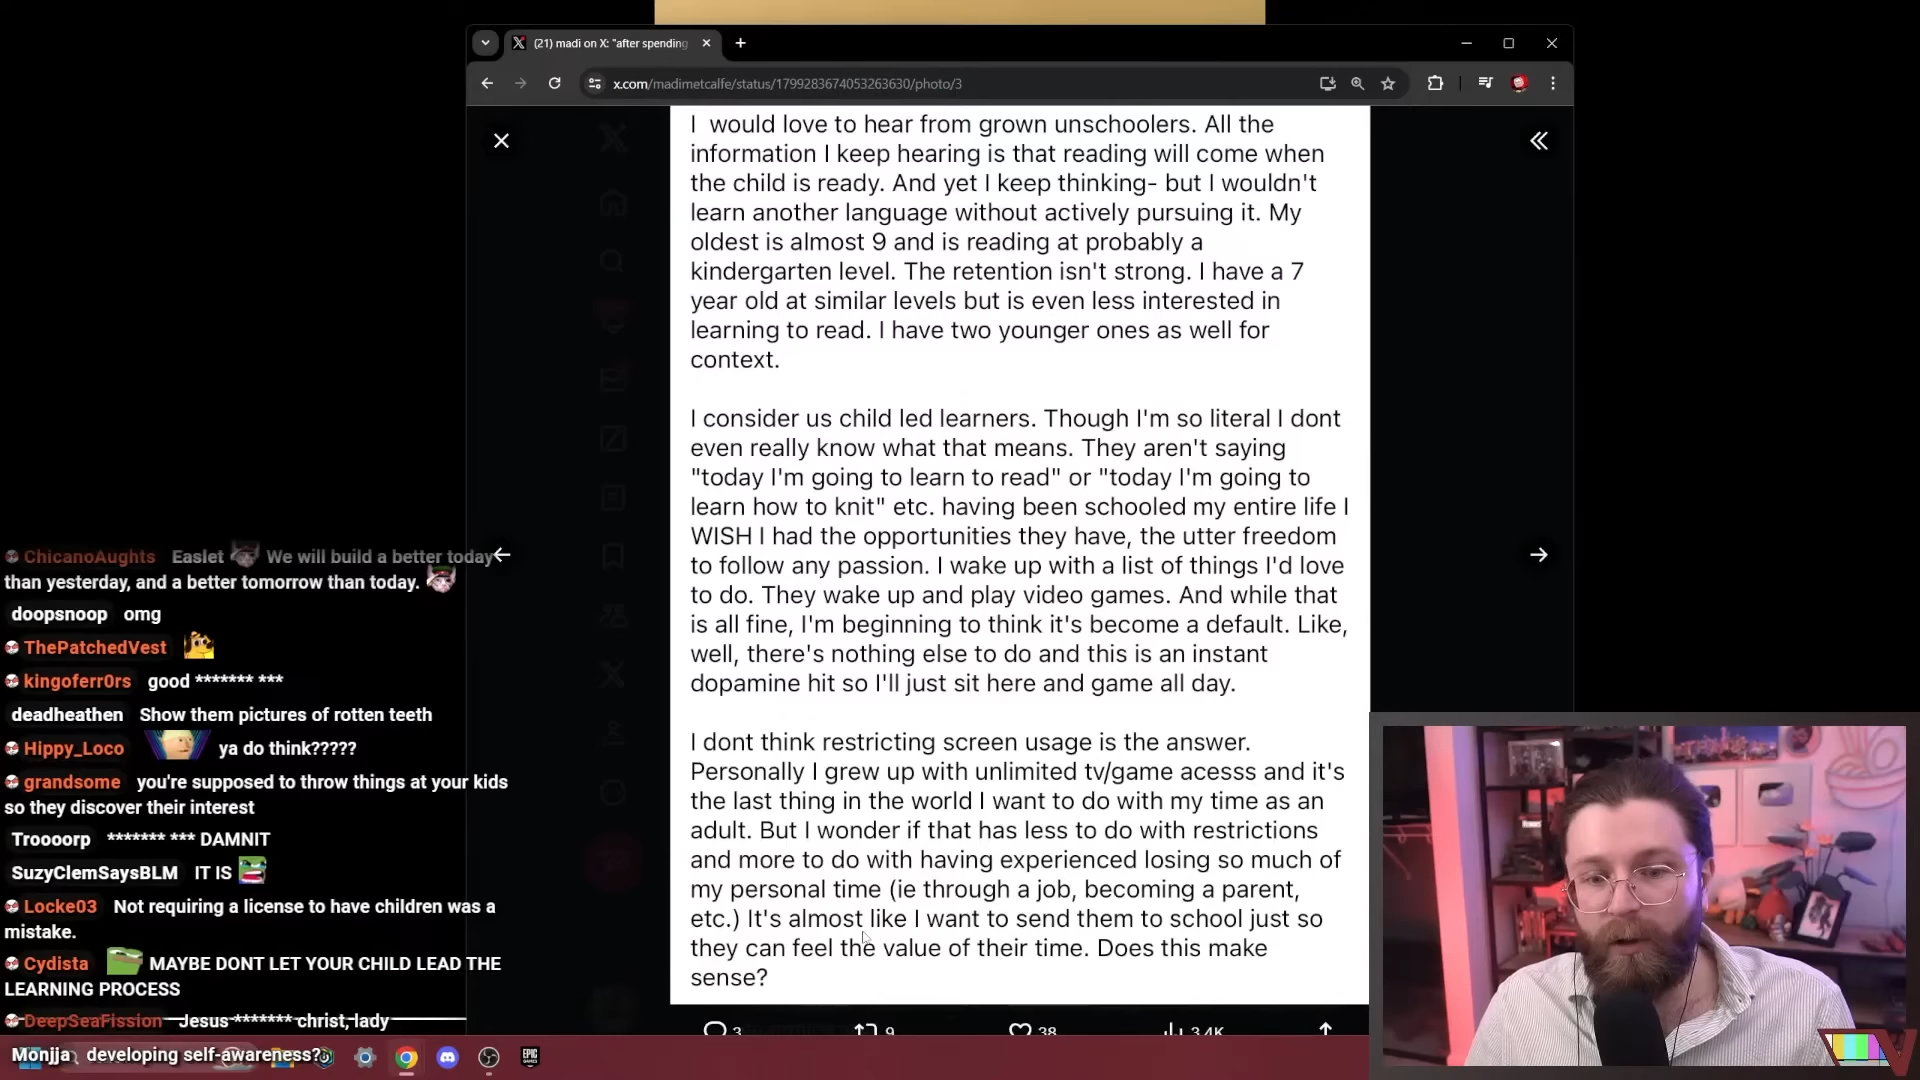 (21) madi on X: "after spending
x.com/madimetcalfe/status/1799283674053263630/photo/3
I would love to hear from grown unschoolers. All the
information I keep hearing is that reading will come when
the child is ready. And yet I keep thinking- but I wouldn't
learn another language without actively pursuing it. My
oldest is almost 9 and is reading at probably a
kindergarten level. The retention isn't strong. I have a 7
year old at similar levels but is even less interested in
learning to read. I have two younger ones as well for
context.
I consider us child led learners. Though I'm so literal I dont
even really know what that means. They aren't saying
"today I'm going to learn to read" or "today I'm going to
learn how to knit" etc. having been schooled my entire life I
WISH I had the opportunities they have, the utter freedom
to follow any passion. I wake up with a list of things I'd love
to do. They wake up and play video games. And while that
is all fine, I'm beginning to think it's become a default. Like,
well, there's nothing else to do and this is an instant
dopamine hit so I'll just sit here and game all day.
I dont think restricting screen usage is the answer.
Personally I grew up with unlimited tv/game acesss and it's
the last thing in the world I want to do with my time as an
adult. But I wonder if that has less to do with restrictions
and more to do with having experienced losing so much of
my personal time (ie through a job, becoming a parent,
etc.) It's almost like I want to send them to school just so
they can feel the value of their time. Does this make
sense?
3 9 38 3.4K
ChicanoAughts Easlet We will build a better today
than yesterday, and a better tomorrow than today.
doopsnoop omg
ThePatchedVest
kingoferr0rs good ******* ***
deadheathen Show them pictures of rotten teeth
Hippy_Loco ya do think?????
grandsome you're supposed to throw things at your kids
so they discover their interest
Trooooorp ******* *** DAMNIT
SuzyClemSaysBLM IT IS
Locke03 Not requiring a license to have children was a
mistake.
Cydista MAYBE DONT LET YOUR CHILD LEAD THE
LEARNING PROCESS
DeepSeaFission Jesus ******* christ, lady
Monjja developing self-awareness?
EPIC
GAMES